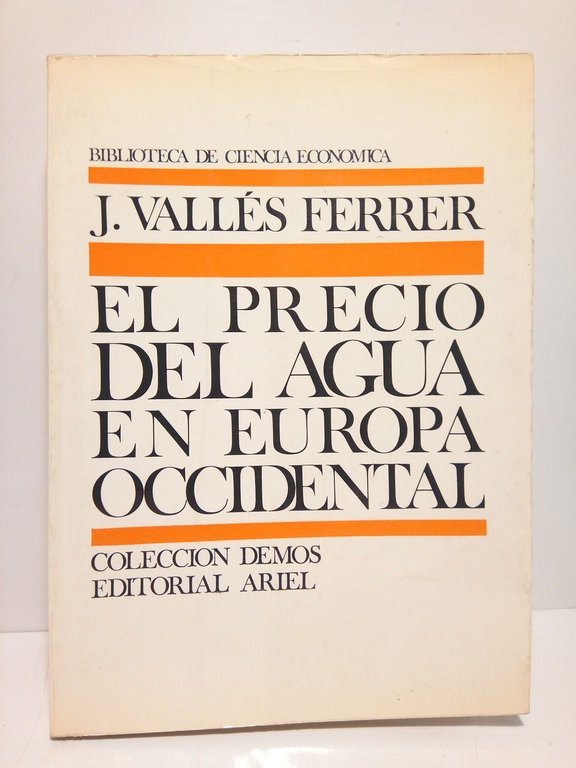 BIBLIOTECA DE CIENCIA ECONOMICA
J. VALLÉS FERRER
EL PRECIO
DEL AGUA
EN EUROPA
OCCIDENTAL
COLECCION DEMOS
EDITORIAL ARIEL